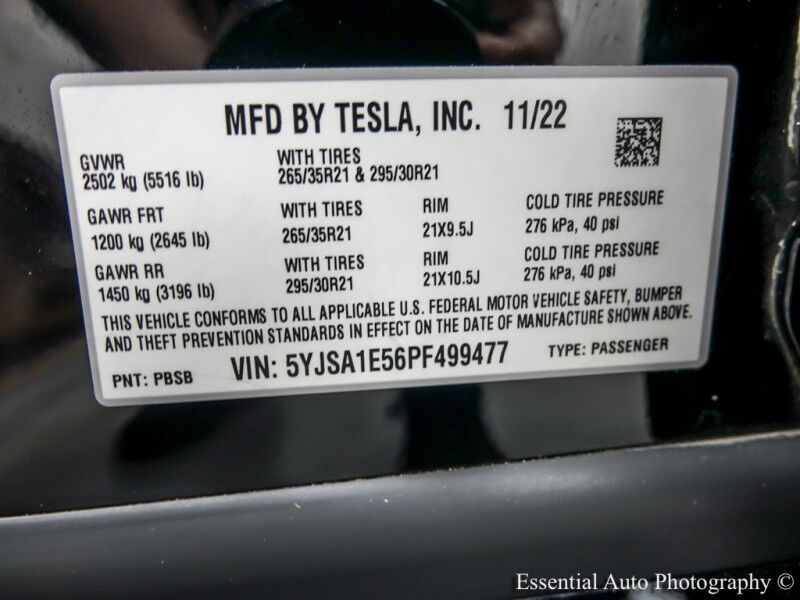 MFD BY TESLA, INC. 11/22
GVWR WITH TIRES
2502 kg (5516 lb) 265/35R21 & 295/30R21
GAWR FRT WITH TIRES RIM COLD TIRE PRESSURE
1200 kg (2645 lb) 265/35R21 21X9.5J 276 kPa, 40 psi
GAWR RR WITH TIRES RIM COLD TIRE PRESSURE
1450 kg (3196 lb) 295/30R21 21X10.5J 276 kPa, 40 psi
THIS VEHICLE CONFORMS TO ALL APPLICABLE U.S. FEDERAL MOTOR VEHICLE SAFETY, BUMPER
AND THEFT PREVENTION STANDARDS IN EFFECT ON THE DATE OF MANUFACTURE SHOWN ABOVE.
PNT: PBSB VIN: 5YJSA1E56PF499477 TYPE: PASSENGER
Essential Auto Photography ©